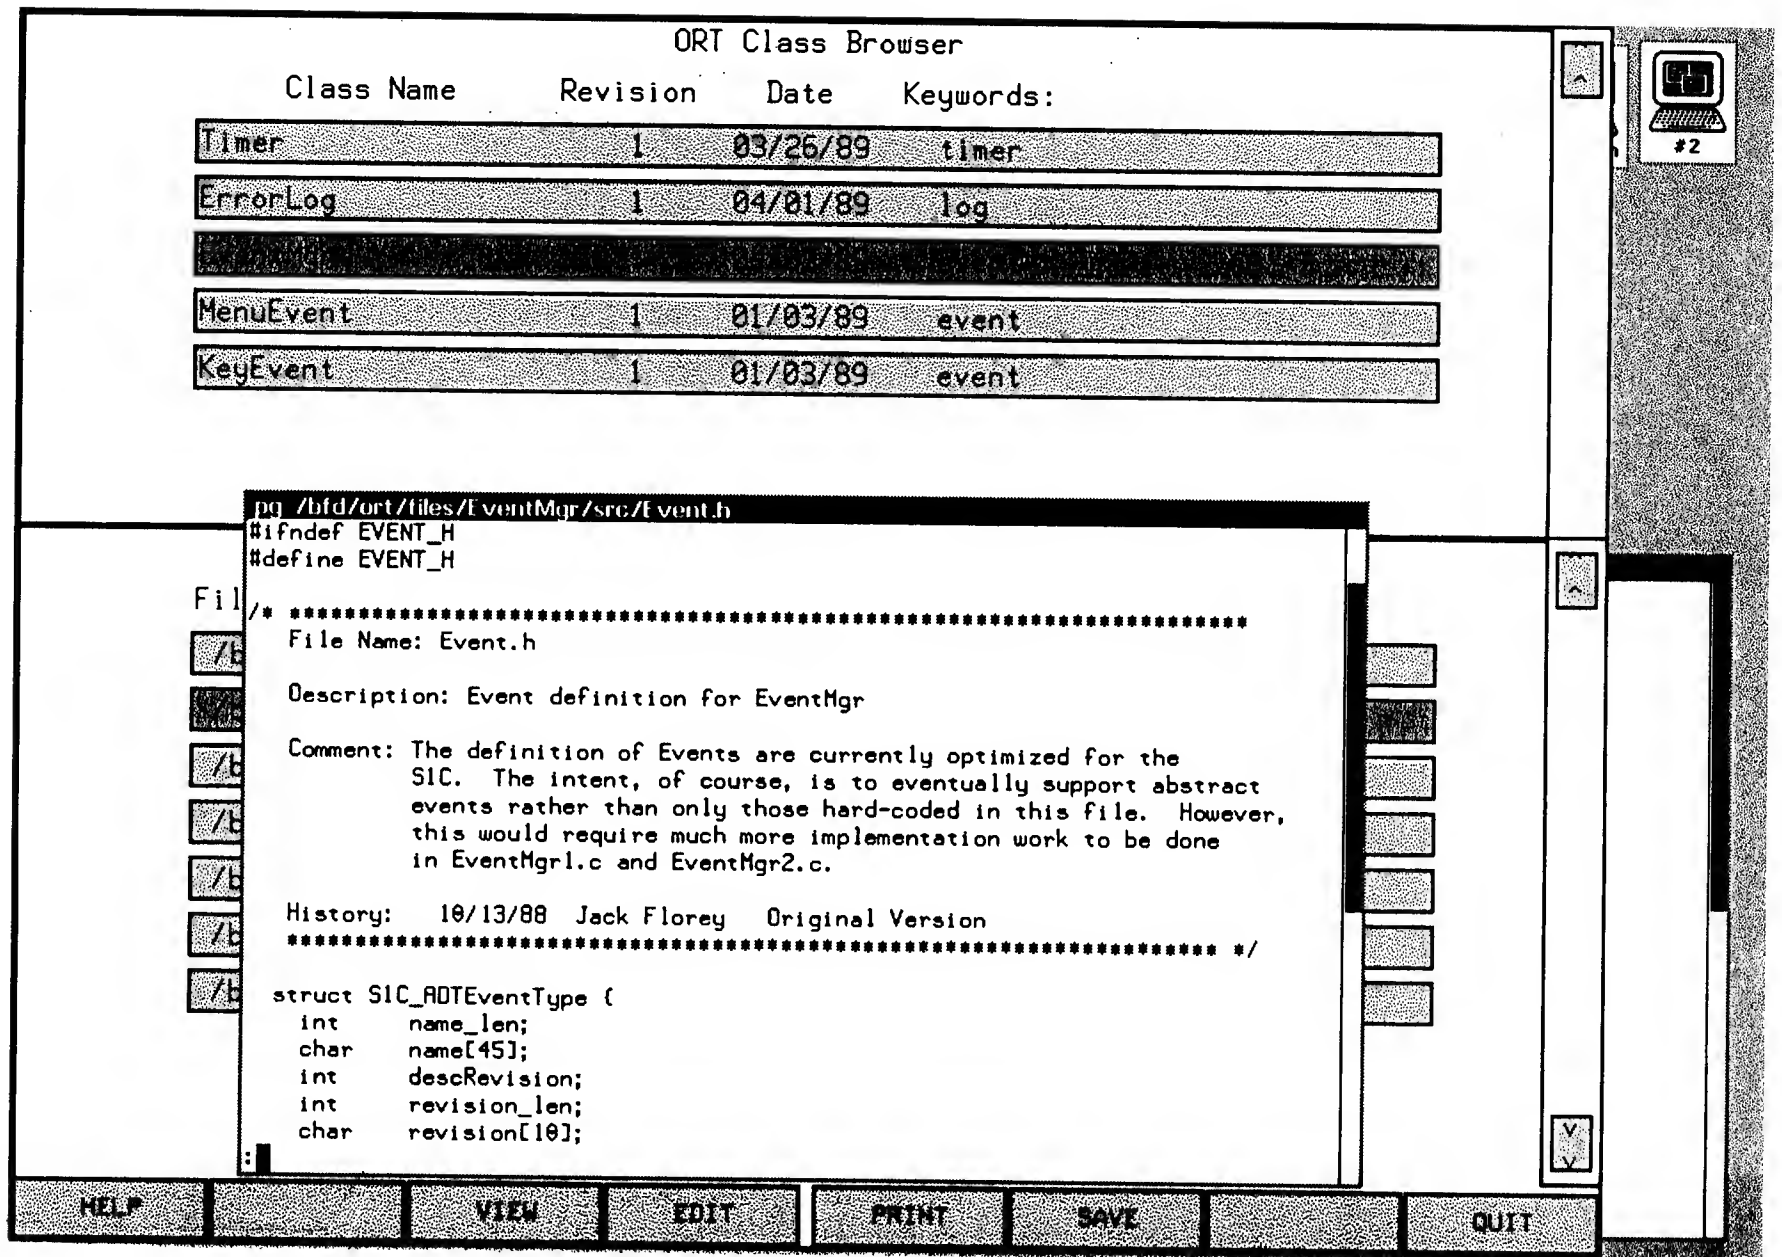 ORT Class Browser
Class Name Revision Date Keywords:
Timer 1 03/26/89 timer
ErrorLog 1 04/01/89 log
MenuEvent 1 01/03/89 event
KeyEvent 1 01/03/89 event
#2
pg /bfd/ort/files/EventMgr/src/Event.h
#ifndef EVENT_H
#define EVENT_H
Fil
/* **********************************************************************
File Name: Event.h
/b
Description: Event definition for EventMgr
/b
Comment: The definition of Events are currently optimized for the
/b
S1C. The intent, of course, is to eventually support abstract
events rather than only those hard-coded in this file. However,
/b
this would require much more implementation work to be done
in EventMgr1.c and EventMgr2.c.
/b
History: 10/13/88 Jack Florey Original Version
/b
******************************************************************** */
/b
struct S1C_ADTEventType {
int name_len;
char name[45];
int descRevision;
int revision_len;
char revision[10];
:
HELP VIEW EDIT PRINT SAVE QUIT